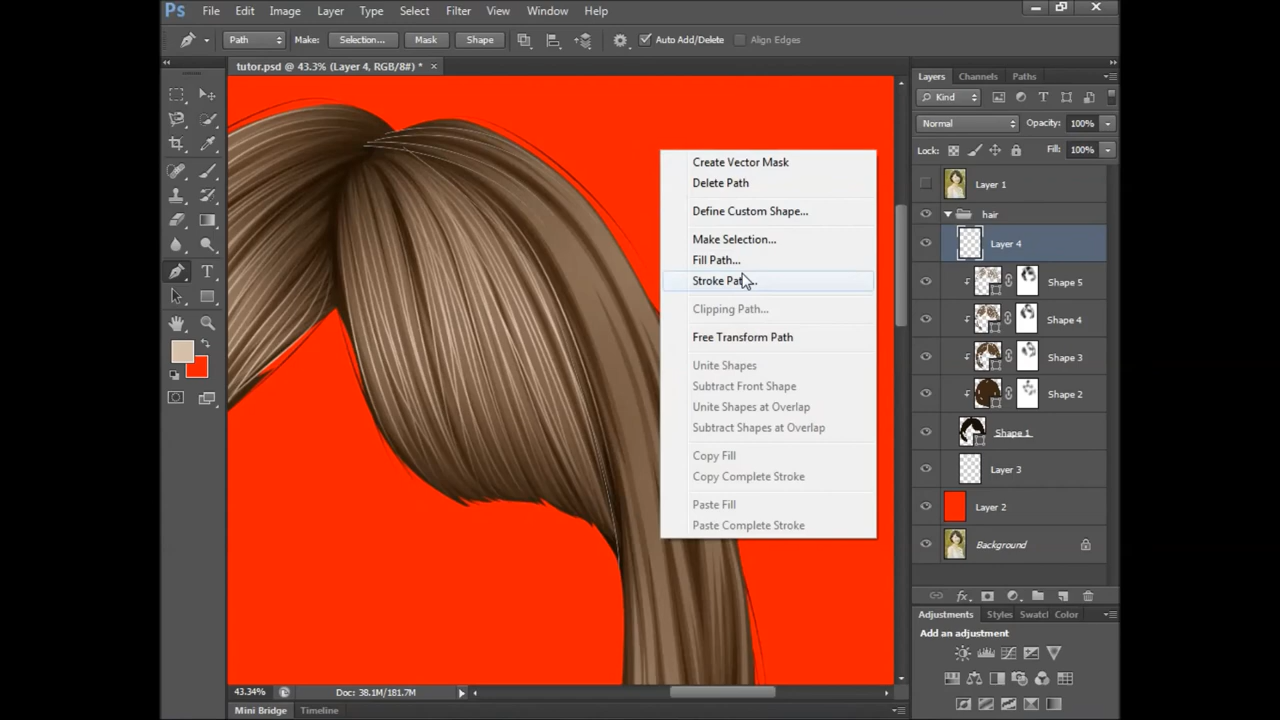 Ps File Edit Image Layer Type Select Filter View Window Help
Path Make: Selection... Mask Shape Auto Add/Delete Align Edges
tutor.psd @ 43.3% (Layer 4, RGB/8#) * ×
Layers Channels Paths
Kind T
Normal Opacity: 100%
Lock: Fill: 100%
Layer 1
hair
Layer 4
Shape 5
Shape 4
Shape 3
Shape 2
Shape 1
Layer 3
Layer 2
Background
fx
Adjustments Styles Swatcl Color
Add an adjustment
T
Create Vector Mask
Delete Path
Define Custom Shape...
Make Selection...
Fill Path...
Clipping Path...
Free Transform Path
Unite Shapes
Subtract Front Shape
Unite Shapes at Overlap
Subtract Shapes at Overlap
Copy Fill
Copy Complete Stroke
Paste Fill
Paste Complete Stroke
43.34% Doc: 38.1M/181.7M
Mini Bridge Timeline